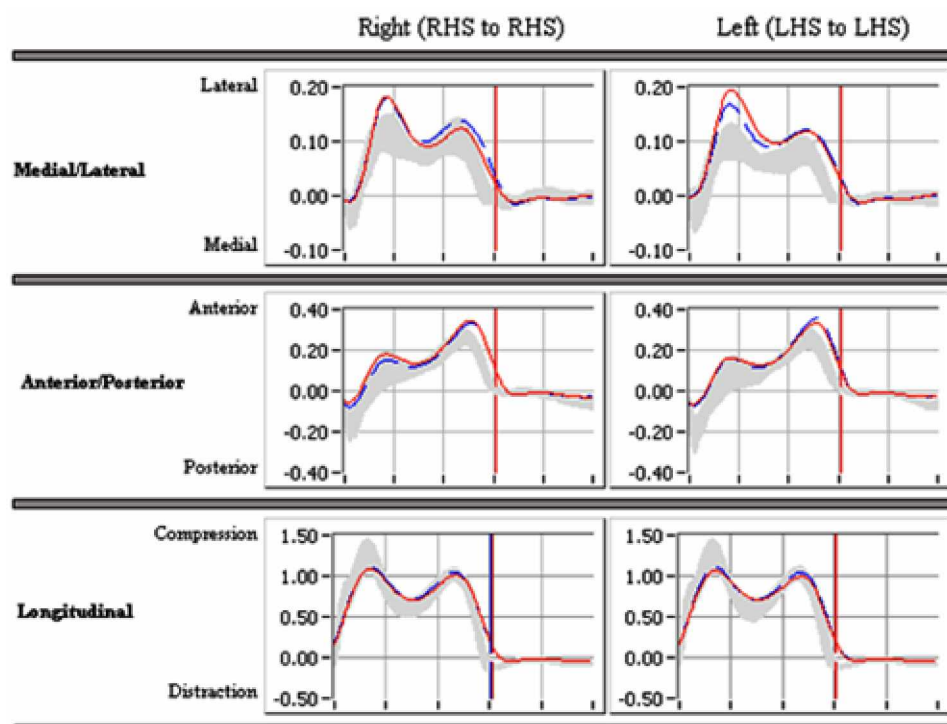 Right (RHS to RHS) Left (LHS to LHS)
Lateral 0.20 0.20
0.10 0.10
Medial/Lateral
0.00 0.00
Medial -0.10 -0.10
Anterior 0.40 0.40
0.20 0.20
Anterior/Posterior 0.00 0.00
-0.20 -0.20
Posterior -0.40 -0.40
Compression 1.50 1.50
1.00 1.00
Longitudinal 0.50 0.50
0.00 0.00
Distraction -0.50 -0.50